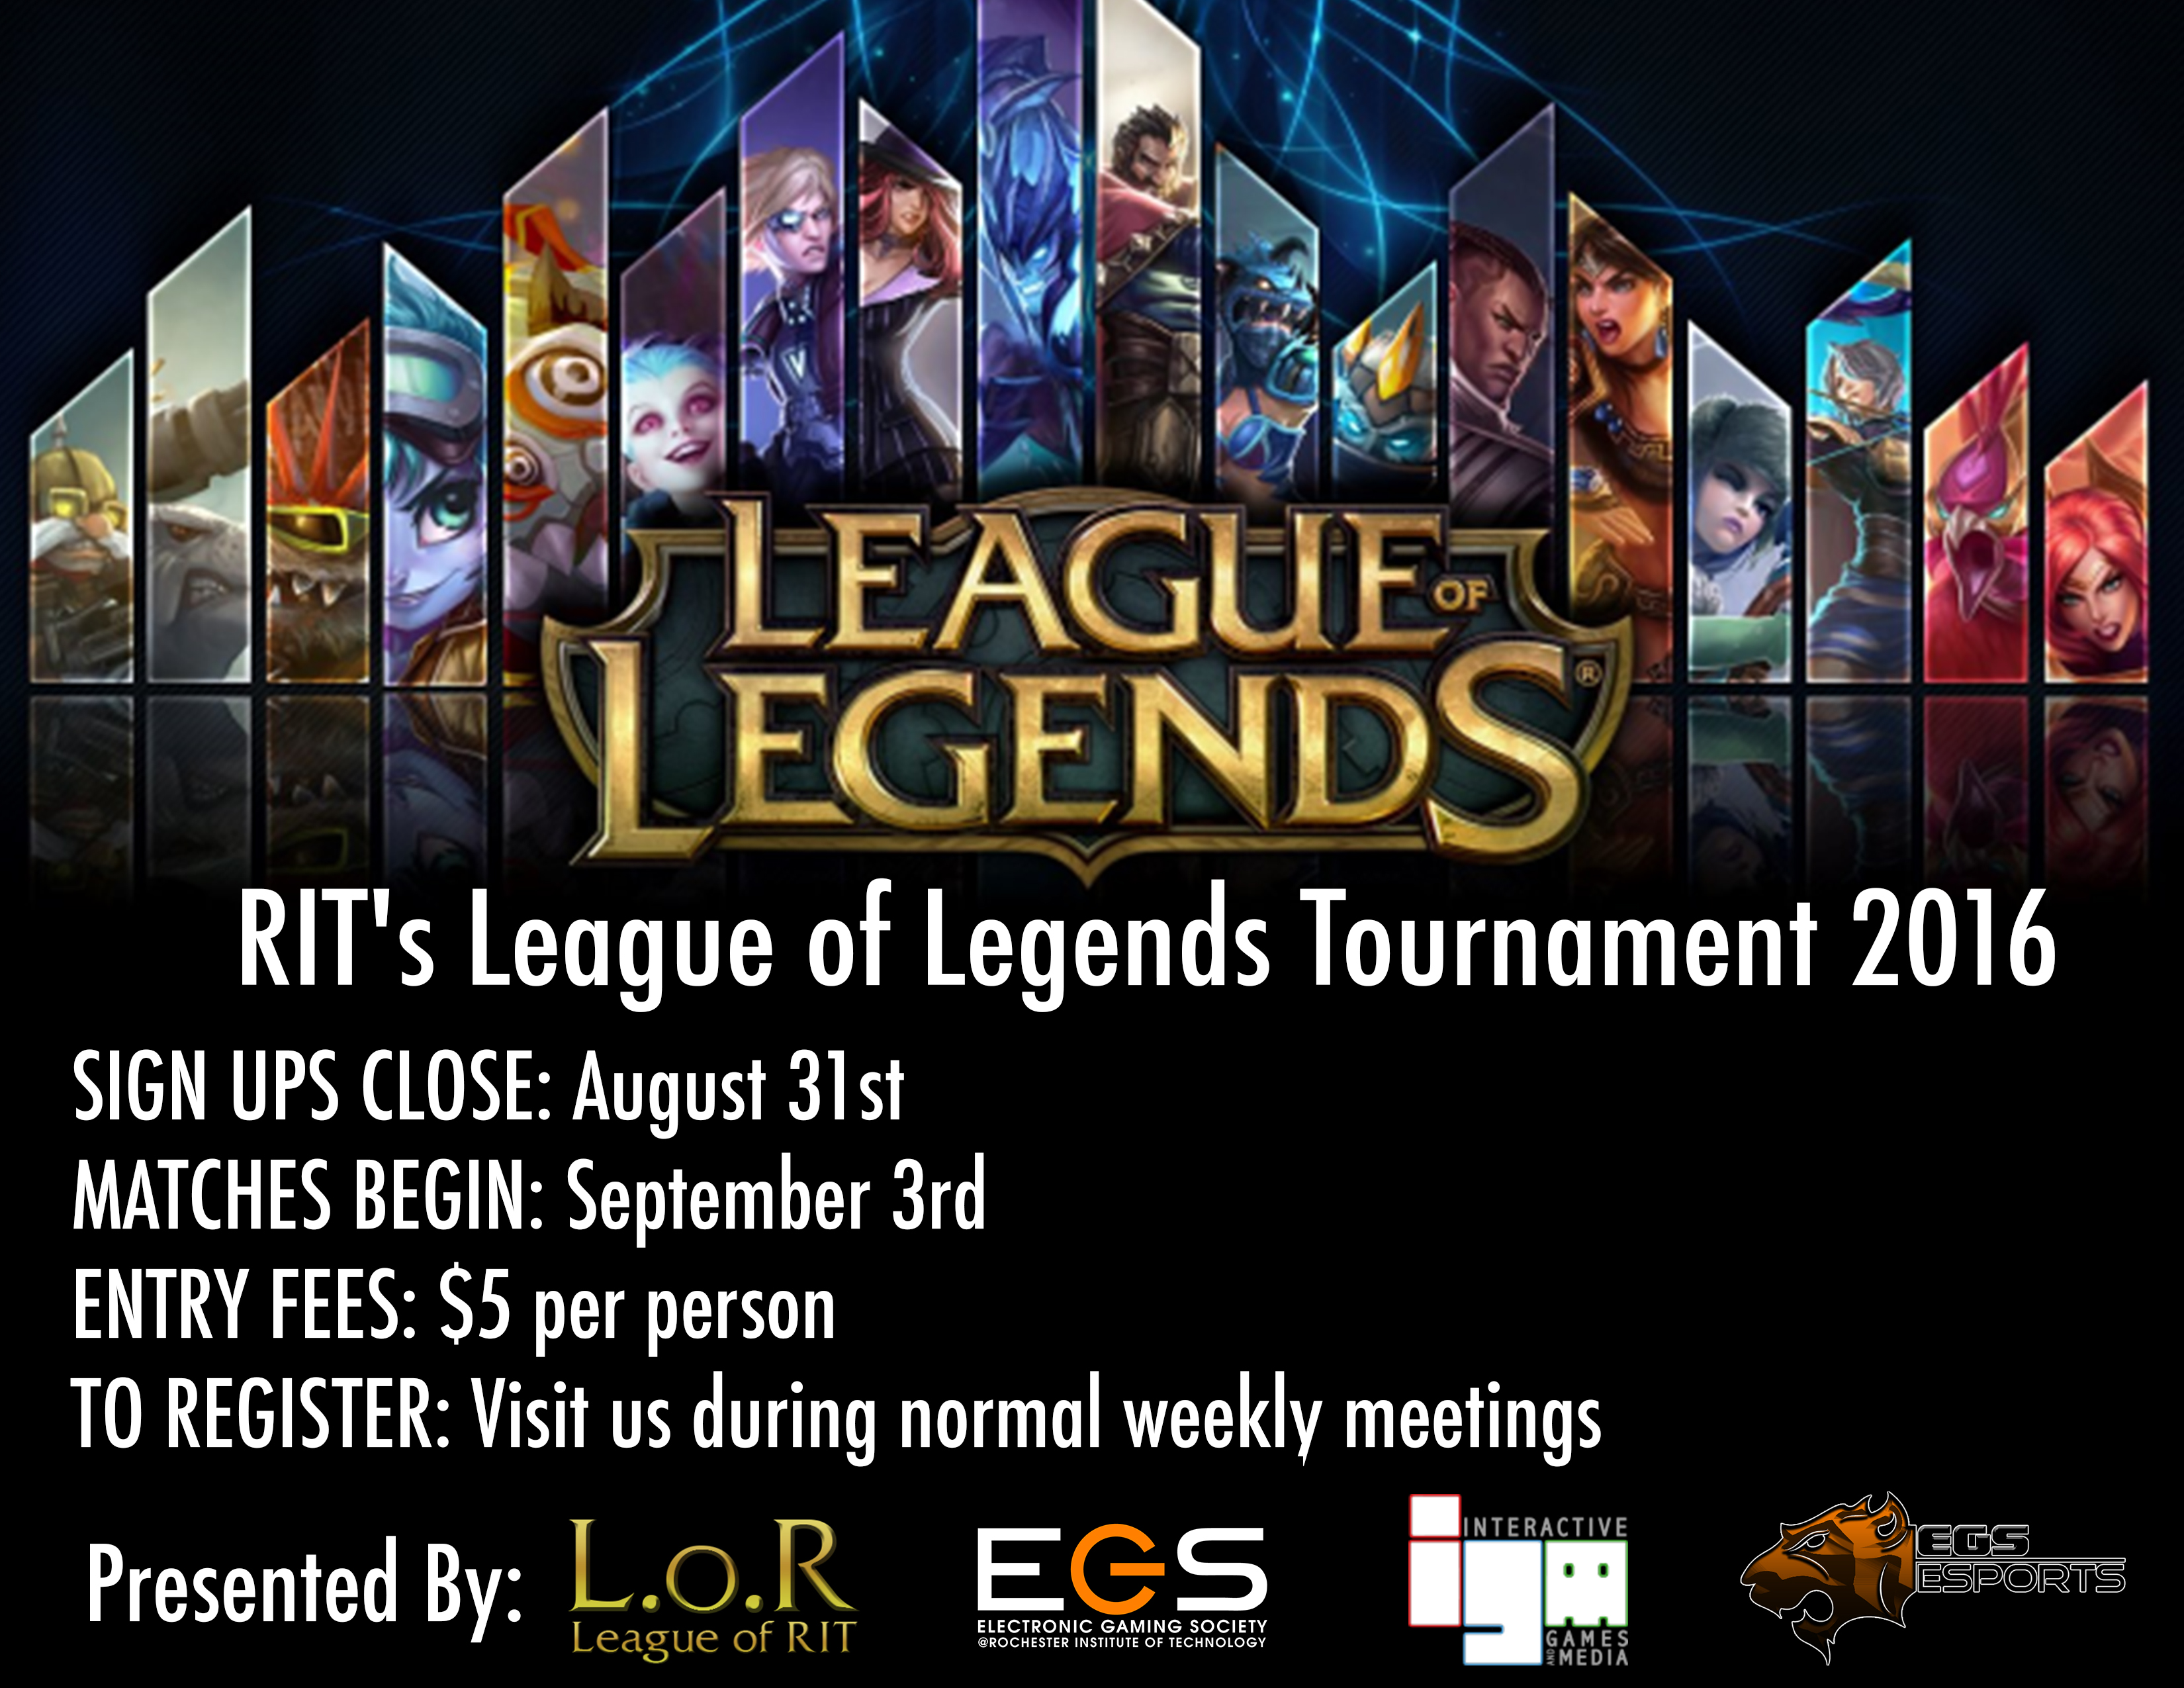 LEAGUE OF
LEGENDS®
RIT's League of Legends Tournament 2016
SIGN UPS CLOSE: August 31st
MATCHES BEGIN: September 3rd
ENTRY FEES: $5 per person
TO REGISTER: Visit us during normal weekly meetings
Presented By:
L.o.R
League of RIT
EGS
ELECTRONIC GAMING SOCIETY
@ROCHESTER INSTITUTE OF TECHNOLOGY
INTERACTIVE
igm
GAMES
AND MEDIA
EGS
ESPORTS